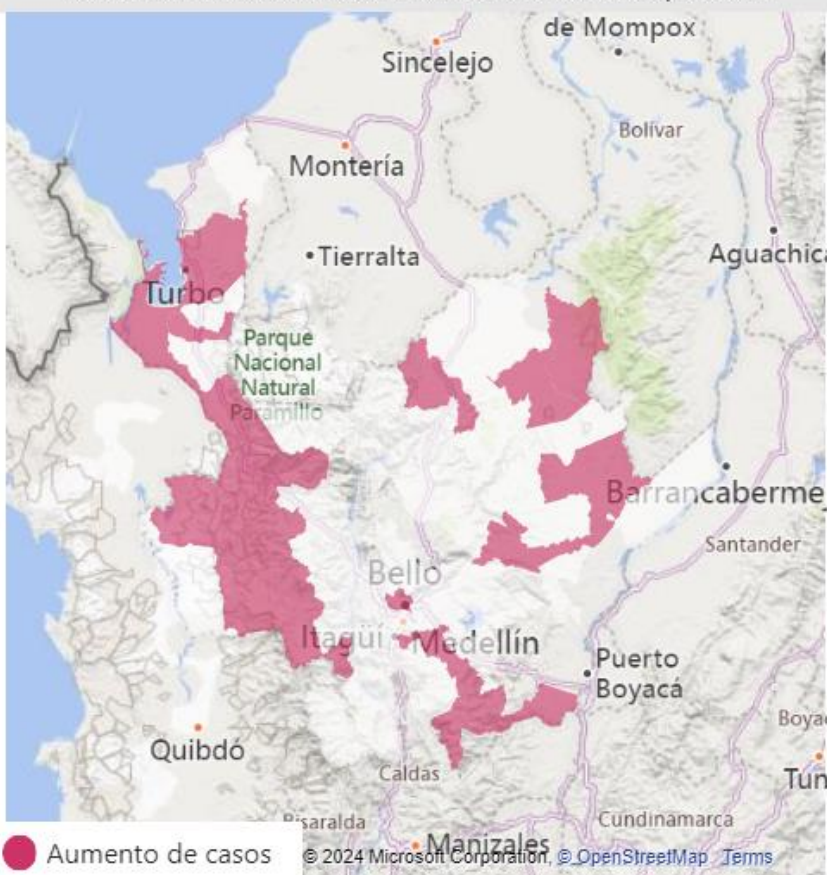 de Mompox
Sincelejo
Bolívar
Montería
Tierralta
Aguachica
Turbo
Parque
Nacional
Natural
Paramillo
Barrancaberme
Santander
Bello
Itagüí
Medellín
Puerto
Boyacá
Boya
Quibdó
Tun
Caldas
Risaralda
Cundinamarca
Manizales
Aumento de casos
© 2024 Microsoft Corporation, © OpenStreetMap Terms